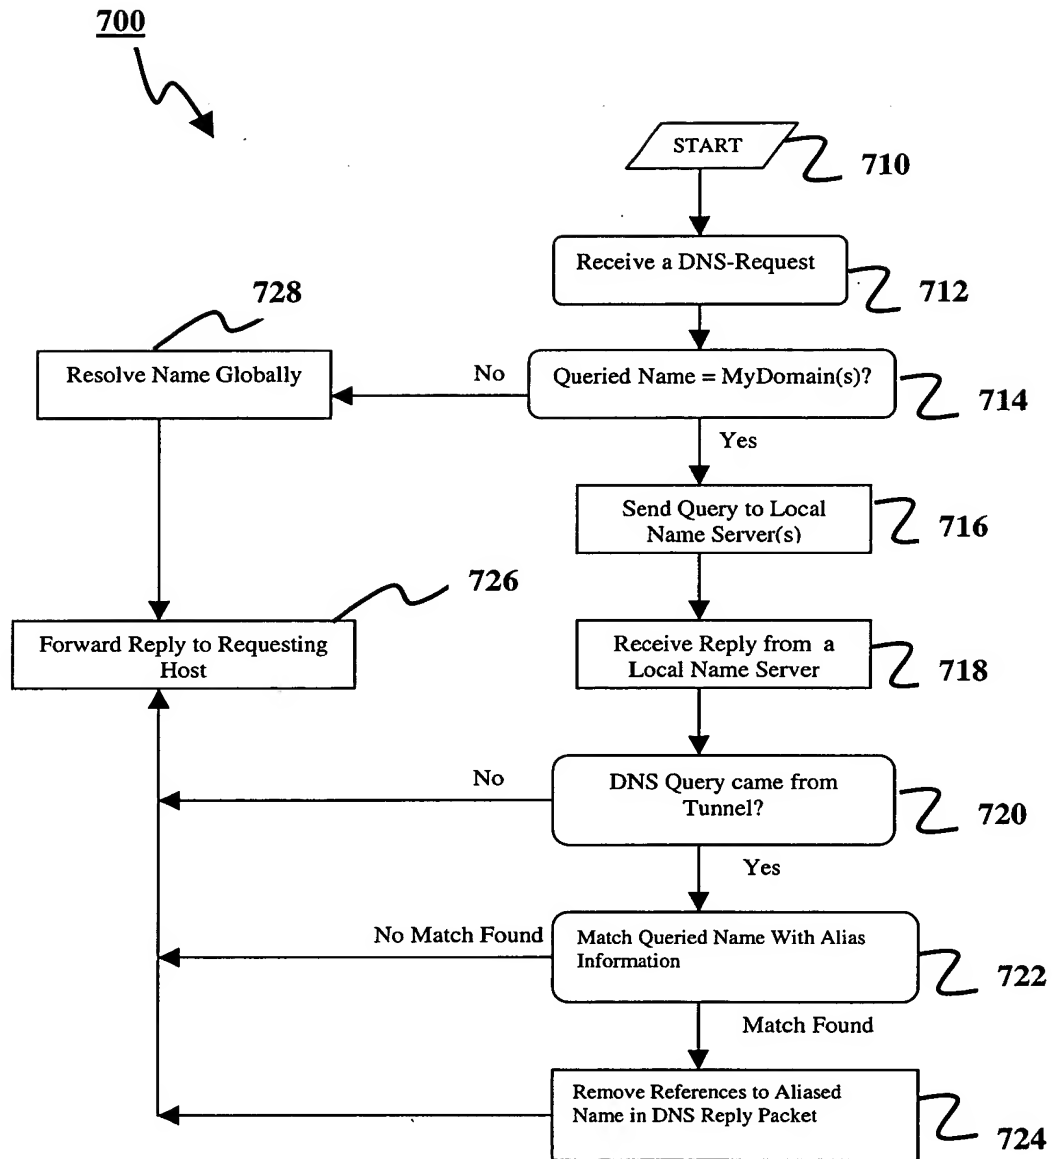 700
START
710
Receive a DNS-Request
712
728
Resolve Name Globally
No
Queried Name = MyDomain(s)?
714
Yes
Send Query to Local
Name Server(s)
716
726
Forward Reply to Requesting
Host
Receive Reply from a
Local Name Server
718
No
DNS Query came from
Tunnel?
720
Yes
No Match Found
Match Queried Name With Alias
Information
722
Match Found
Remove References to Aliased
Name in DNS Reply Packet
724